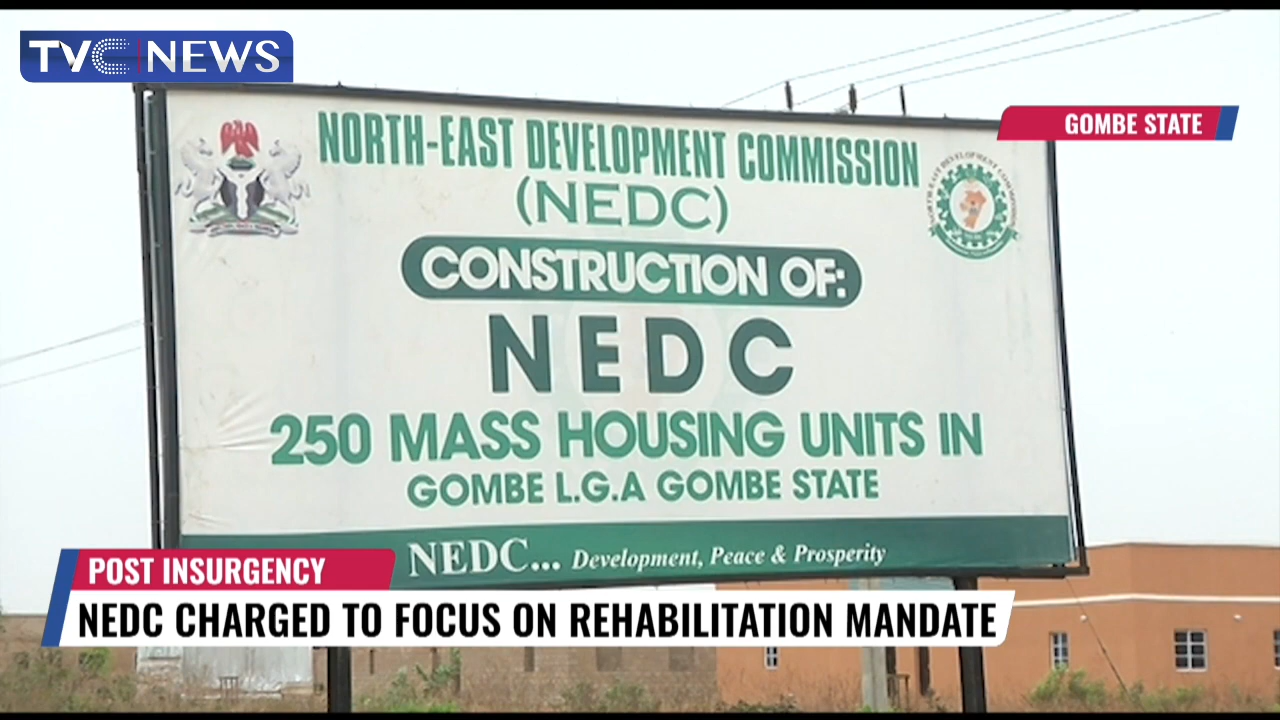 TVC NEWS
GOMBE STATE
NORTH-EAST DEVELOPMENT COMMISSION
(NEDC)
CONSTRUCTION OF:
NEDC
250 MASS HOUSING UNITS IN
GOMBE L.G.A GOMBE STATE
NEDC... Development, Peace & Prosperity
POST INSURGENCY
NEDC CHARGED TO FOCUS ON REHABILITATION MANDATE